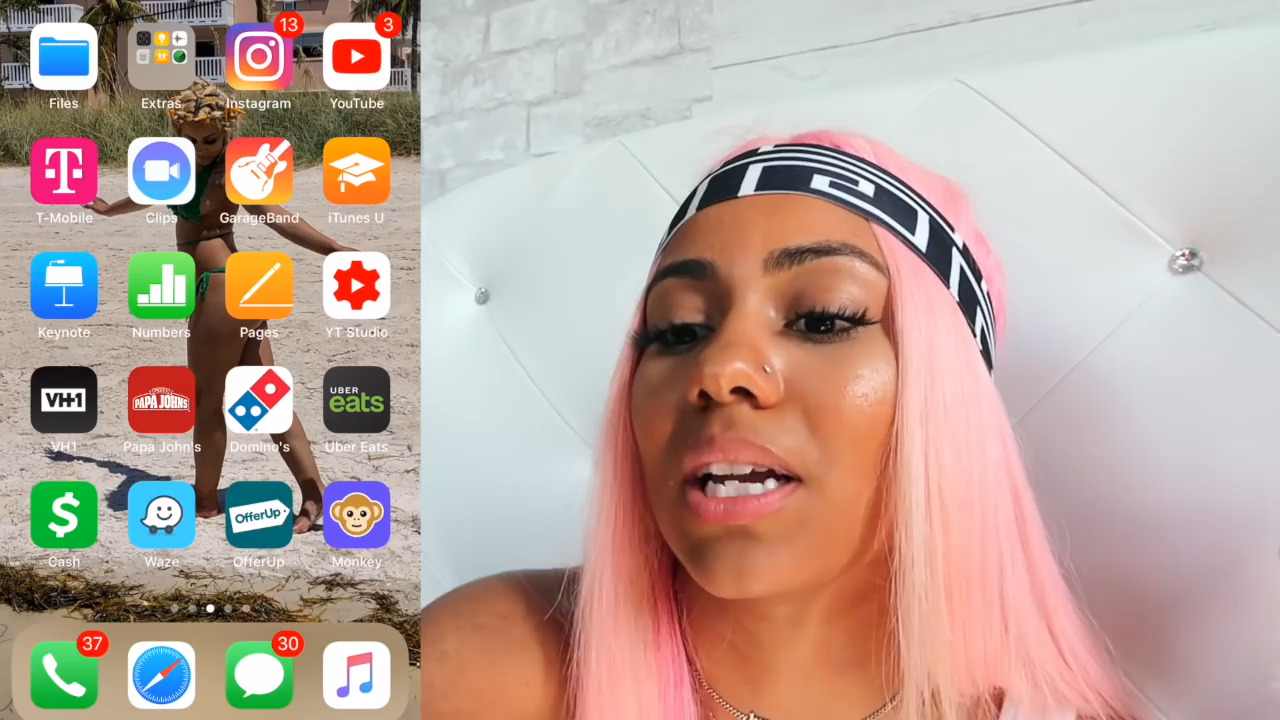 13
3
Files
Extras
Instagram
YouTube
T
T-Mobile
Clips
GarageBand
iTunes U
Keynote
Numbers
Pages
YT Studio
VH1
PAPA JOHNS
UBER
eats
VH1
Papa John's
Domino's
Uber Eats
$
OfferUp
Cash
Waze
OfferUp
Monkey
37
30